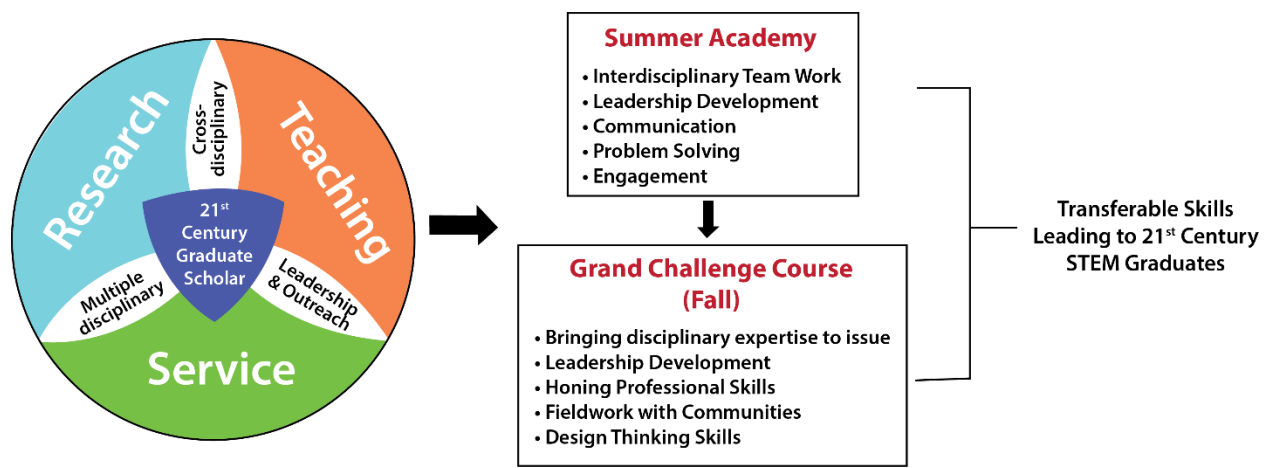 Research
Teaching
Service
Cross-
disciplinary
Multiple
disciplinary
Leadership
& Outreach
21st
Century
Graduate
Scholar
Summer Academy
• Interdisciplinary Team Work
• Leadership Development
• Communication
• Problem Solving
• Engagement
Grand Challenge Course
(Fall)
• Bringing disciplinary expertise to issue
• Leadership Development
• Honing Professional Skills
• Fieldwork with Communities
• Design Thinking Skills
Transferable Skills
Leading to 21st Century
STEM Graduates